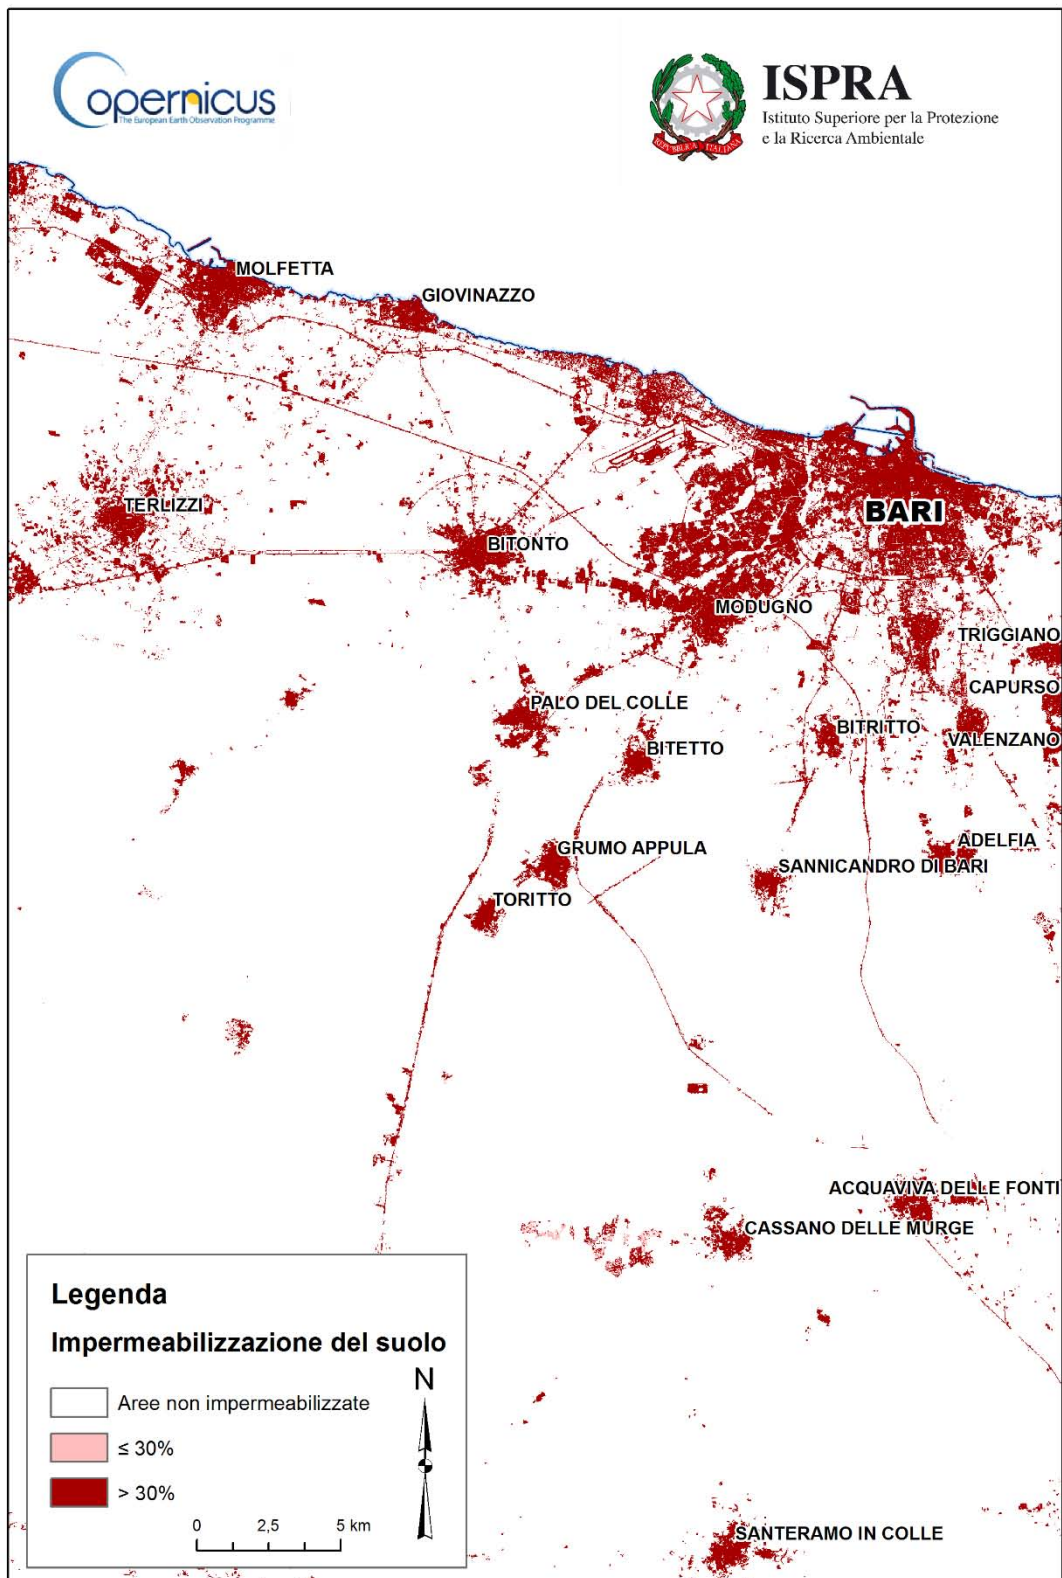 Copernicus
The European Earth Observation Programme
REPVBBLICA ITALIANA
ISPRA
Istituto Superiore per la Protezione
e la Ricerca Ambientale
MOLFETTA
GIOVINAZZO
TERLIZZI
BARI
BITONTO
MODUGNO
TRIGGIANO
CAPURSO
PALO DEL COLLE
BITRITTO
VALENZANO
BITETTO
GRUMO APPULA
ADELFIA
SANNICANDRO DI BARI
TORITTO
ACQUAVIVA DELLE FONTI
CASSANO DELLE MURGE
SANTERAMO IN COLLE
Legenda
Impermeabilizzazione del suolo
Aree non impermeabilizzate
≤ 30%
> 30%
N
0 2,5 5 km